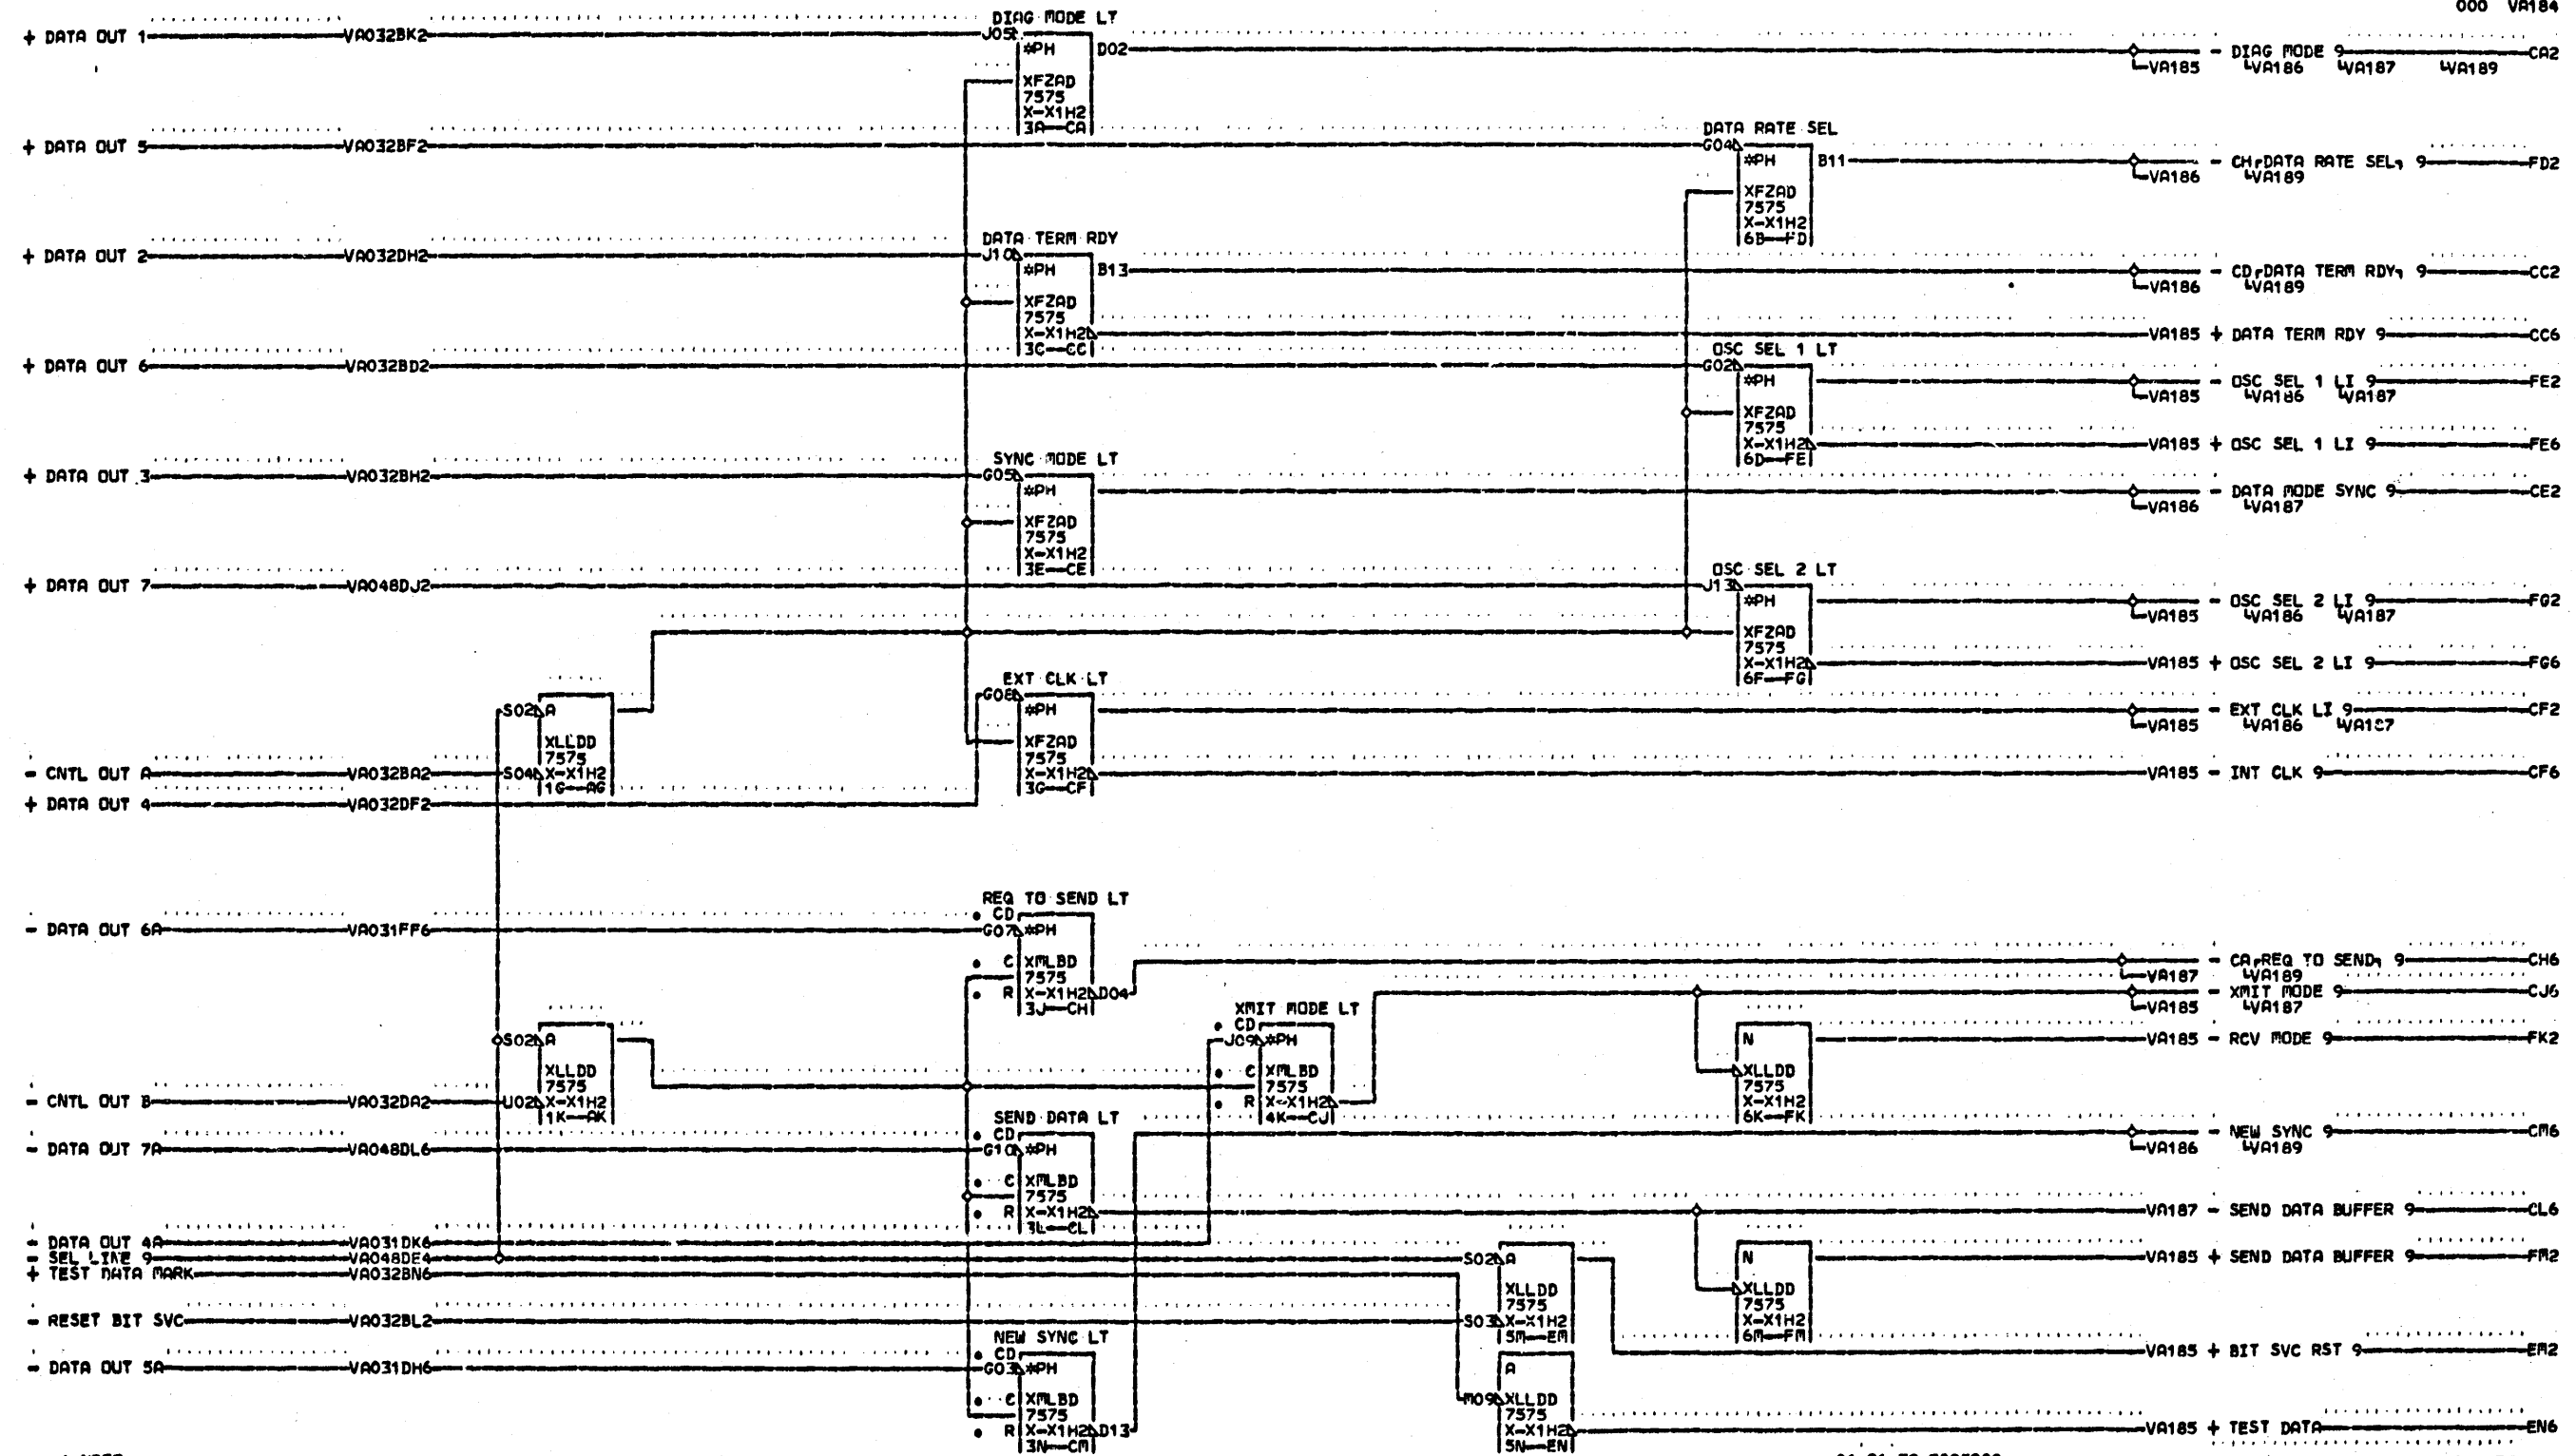 000 VA184
DIAG MODE LT
+ DATA OUT 1 VA032BK2 J05
*PH D02
- DIAG MODE 9 CA2
VA185 VA186 VA187 VA189
XFZAD
7575
X-X1H2
3A CA
DATA RATE SEL
+ DATA OUT 5 VA032BF2 G04
*PH B11
- CH DATA RATE SEL 9 FD2
VA186 VA189
XFZAD
7575
X-X1H2
6B FD
DATA TERM RDY
+ DATA OUT 2 VA032DH2 J10
*PH B13
- CD DATA TERM RDY 9 CC2
VA186 VA189
XFZAD
7575
X-X1H2
VA185 + DATA TERM RDY 9 CC6
3C CC
OSC SEL 1 LT
+ DATA OUT 6 VA032BD2 G02
*PH
- OSC SEL 1 LI 9 FE2
VA185 VA186 VA187
XFZAD
7575
X-X1H2
VA185 + OSC SEL 1 LI 9 FE6
6D FE
SYNC MODE LT
+ DATA OUT 3 VA032BH2 G05
*PH
- DATA MODE SYNC 9 CE2
VA186 VA187
XFZAD
7575
X-X1H2
3E CE
OSC SEL 2 LT
+ DATA OUT 7 VA048DJ2 J13
*PH
- OSC SEL 2 LI 9 FG2
VA185 VA186 VA187
XFZAD
7575
X-X1H2
VA185 + OSC SEL 2 LI 9 FG6
6F FG
EXT CLK LT
G08
S02 A
*PH
- EXT CLK LI 9 CF2
VA185 VA186
XLLDD XFZAD
7575 7575
- CNTL OUT A VA032BA2 S04 X-X1H2 X-X1H2
VA185 - INT CLK 9 CF6
1G AG 3G CF
+ DATA OUT 4 VA032DF2
REQ TO SEND LT
CD
- DATA OUT 6A VA031FF6 G07 *PH
C XMLBD
- CA REQ TO SEND 9 CH6
7575
VA187 VA189
R X-X1H2 D04
- XMIT MODE 9 CJ6
3J CH
VA185 VA187
XMIT MODE LT
CD
S02 A J09 *PH N
VA185 - RCV MODE 9 FK2
XLLDD C XMLBD XLLDD
7575 7575 7575
- CNTL OUT B VA032DA2 U02 X-X1H2 R X-X1H2 X-X1H2
1K AK 4K CJ 6K FK
SEND DATA LT
CD
- NEW SYNC 9 CM6
- DATA OUT 7A VA048DL6 G10 *PH
VA186 VA189
C XMLBD
7575
R X-X1H2
VA187 - SEND DATA BUFFER 9 CL6
3L CL
- DATA OUT 4A VA031DK6
- SEL LINE 9 VA048DE4 S02 A N
VA185 + SEND DATA BUFFER 9 FM2
+ TEST DATA MARK VA032BN6
XLLDD XLLDD
7575 7575
- RESET BIT SVC VA032BL2 S03 X-X1H2 X-X1H2
5M EM 6M FM
NEW SYNC LT
CD
VA185 + BIT SVC RST 9 EM2
- DATA OUT 5A VA031DH6 G03 *PH A
C XMLBD M09 XLLDD
7575 7575
R X-X1H2 D13 X-X1H2
VA185 + TEST DATA EN6
3N CM 5N EN